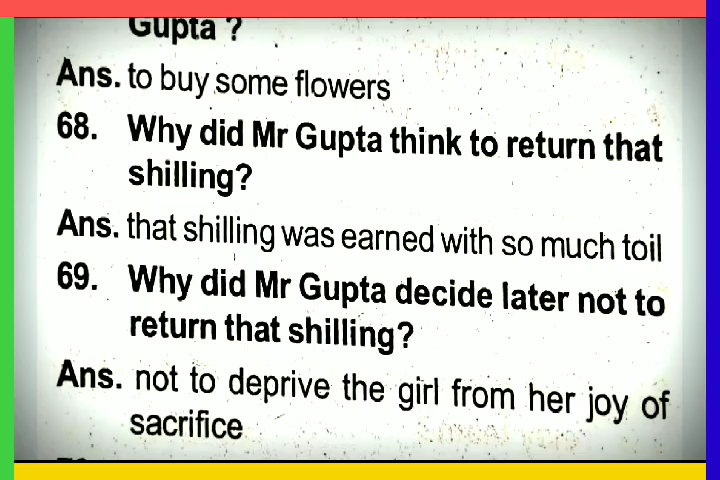 Gupta ?
Ans. to buy some flowers
68. Why did Mr Gupta think to return that
shilling?
Ans. that shilling was earned with so much toil
69. Why did Mr Gupta decide later not to
return that shilling?
Ans. not to deprive the girl from her joy of
sacrifice